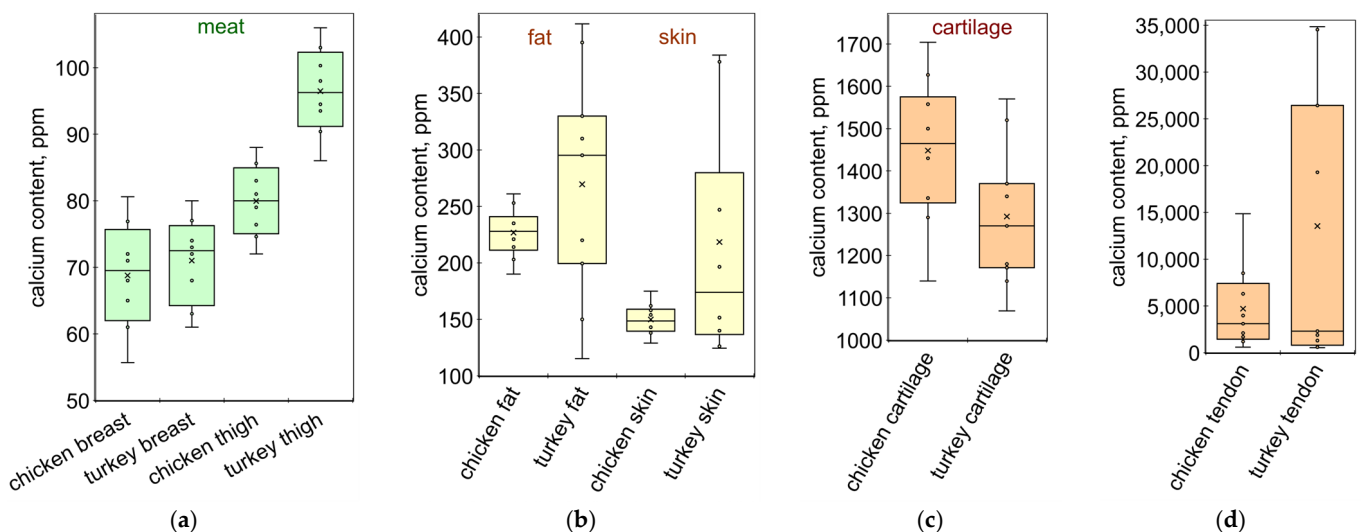 meat
calcium content, ppm
100
90
80
70
60
50
chicken breast
turkey breast
chicken thigh
turkey thigh
(a)
fat
skin
calcium content, ppm
400
350
300
250
200
150
100
chicken fat
turkey fat
chicken skin
turkey skin
(b)
cartilage
calcium content, ppm
1700
1600
1500
1400
1300
1200
1100
1000
chicken cartilage
turkey cartilage
(c)
calcium content, ppm
35,000
30,000
25,000
20,000
15,000
10,000
5,000
0
chicken tendon
turkey tendon
(d)